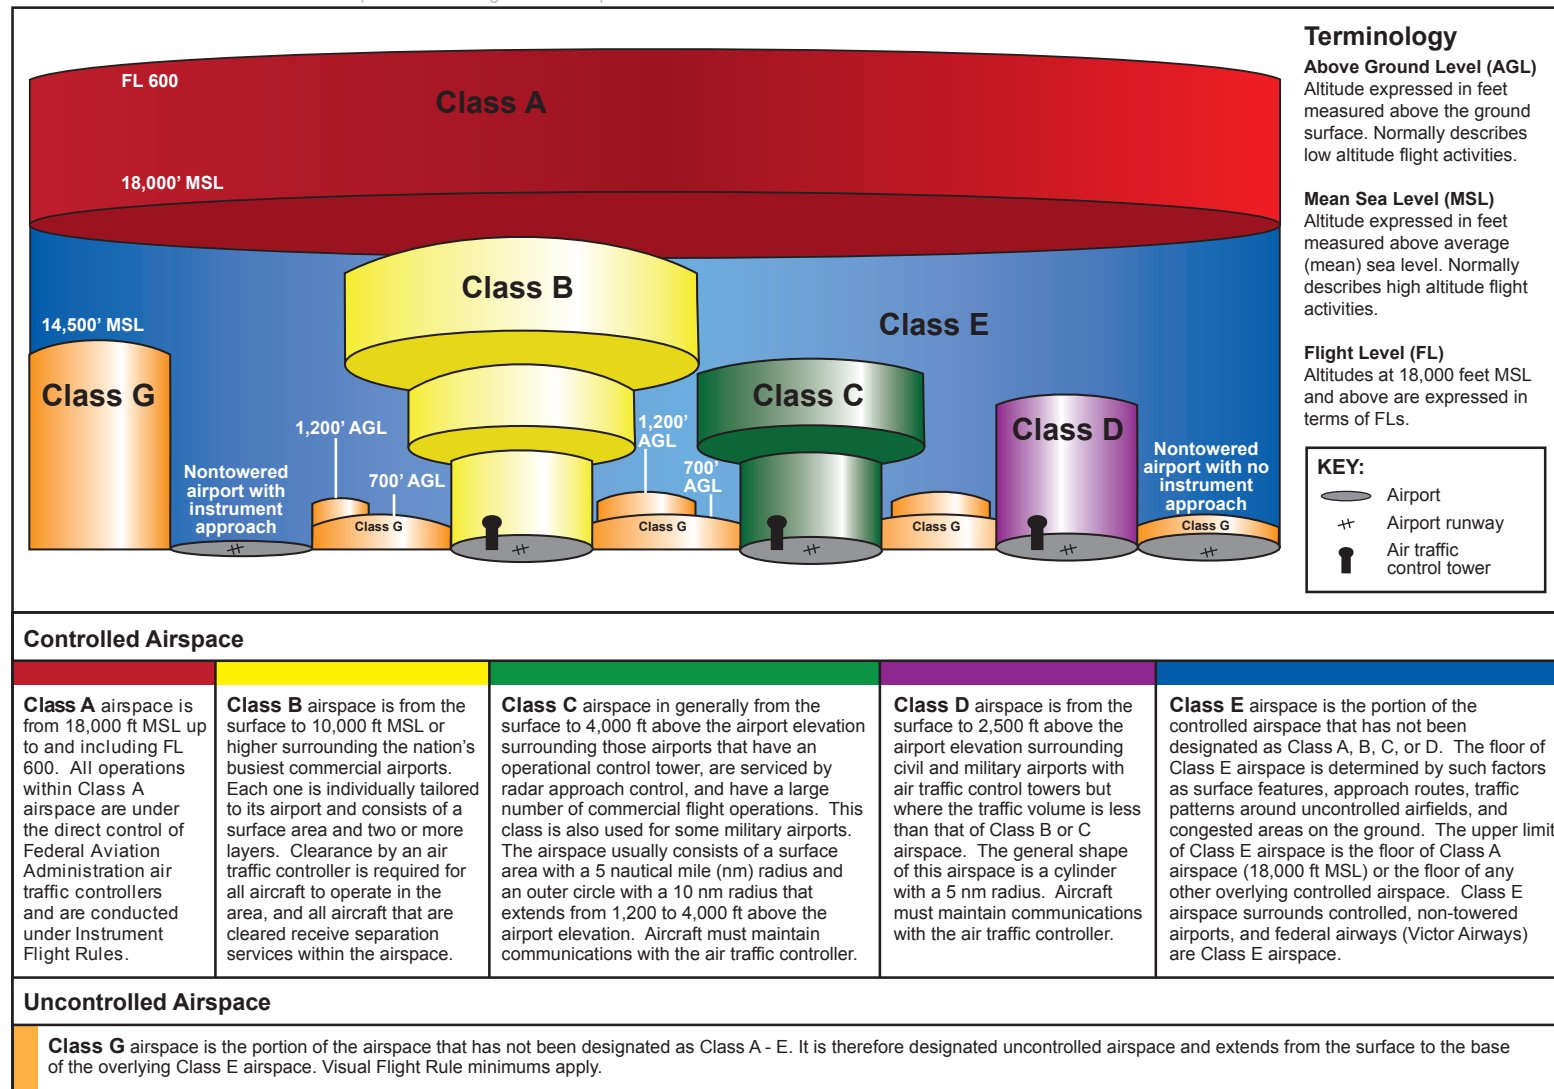 FL 600
Class A
18,000’ MSL
Class B
14,500’ MSL
Class E
Class G
Class C
1,200’ AGL
1,200’
AGL
Class D
Nontowered
airport with
instrument
approach
700’ AGL
700’
AGL
Nontowered
airport with no
instrument
approach
Class G
Class G
Class G
Class G
Terminology
Above Ground Level (AGL)
Altitude expressed in feet
measured above the ground
surface. Normally describes
low altitude flight activities.
Mean Sea Level (MSL)
Altitude expressed in feet
measured above average
(mean) sea level. Normally
describes high altitude flight
activities.
Flight Level (FL)
Altitudes at 18,000 feet MSL
and above are expressed in
terms of FLs.
KEY:
Airport
Airport runway
Air traffic
control tower
Controlled Airspace
Class A airspace is
from 18,000 ft MSL up
to and including FL
600. All operations
within Class A
airspace are under
the direct control of
Federal Aviation
Administration air
traffic controllers
and are conducted
under Instrument
Flight Rules.
Class B airspace is from the
surface to 10,000 ft MSL or
higher surrounding the nation’s
busiest commercial airports.
Each one is individually tailored
to its airport and consists of a
surface area and two or more
layers. Clearance by an air
traffic controller is required for
all aircraft to operate in the
area, and all aircraft that are
cleared receive separation
services within the airspace.
Class C airspace in generally from the
surface to 4,000 ft above the airport elevation
surrounding those airports that have an
operational control tower, are serviced by
radar approach control, and have a large
number of commercial flight operations. This
class is also used for some military airports.
The airspace usually consists of a surface
area with a 5 nautical mile (nm) radius and
an outer circle with a 10 nm radius that
extends from 1,200 to 4,000 ft above the
airport elevation. Aircraft must maintain
communications with the air traffic controller.
Class D airspace is from the
surface to 2,500 ft above the
airport elevation surrounding
civil and military airports with
air traffic control towers but
where the traffic volume is less
than that of Class B or C
airspace. The general shape
of this airspace is a cylinder
with a 5 nm radius. Aircraft
must maintain communications
with the air traffic controller.
Class E airspace is the portion of the
controlled airspace that has not been
designated as Class A, B, C, or D. The floor of
Class E airspace is determined by such factors
as surface features, approach routes, traffic
patterns around uncontrolled airfields, and
congested areas on the ground. The upper limit
of Class E airspace is the floor of Class A
airspace (18,000 ft MSL) or the floor of any
other overlying controlled airspace. Class E
airspace surrounds controlled, non-towered
airports, and federal airways (Victor Airways)
are Class E airspace.
Uncontrolled Airspace
Class G airspace is the portion of the airspace that has not been designated as Class A - E. It is therefore designated uncontrolled airspace and extends from the surface to the base
of the overlying Class E airspace. Visual Flight Rule minimums apply.